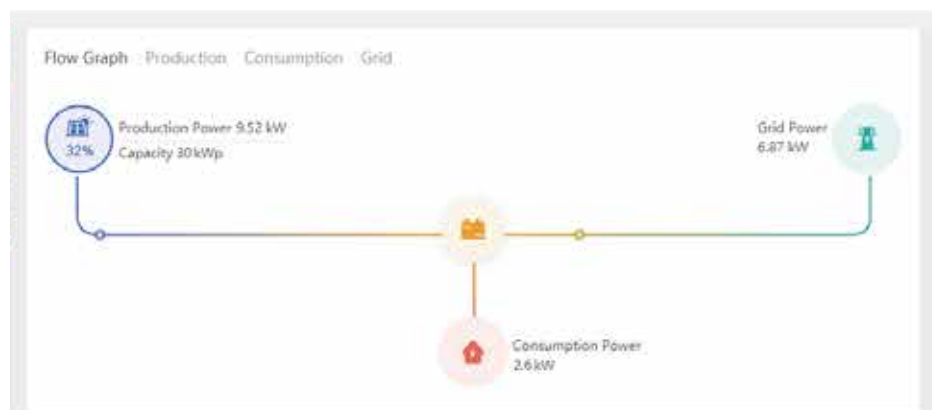 Flow Graph Production Consumption Grid
Production Power 9.52 kW
Capacity 30 kWp
32%
Grid Power
6.87 kW
Consumption Power
2.6 kW